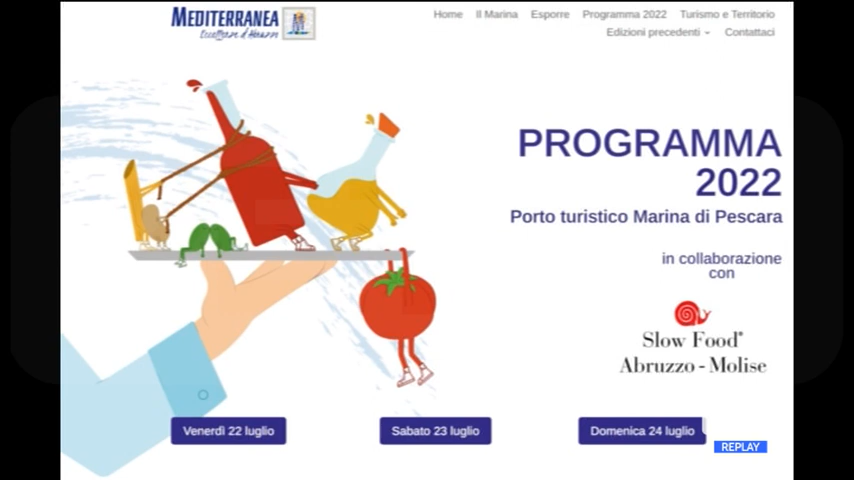 MEDITERRANEA
Eccellenze d'Abruzzo
Home Il Marina Esporre Programma 2022 Turismo e Territorio
Edizioni precedenti Contattaci
PROGRAMMA
2022
Porto turistico Marina di Pescara
in collaborazione
con
Slow Food®
Abruzzo - Molise
Venerdì 22 luglio Sabato 23 luglio Domenica 24 luglio
REPLAY